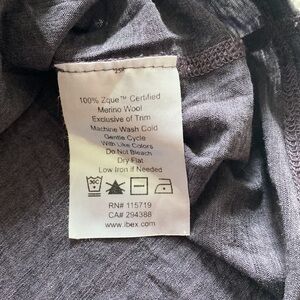 100% Zque™ Certified
Merino Wool
Exclusive of Trim
Machine Wash Cold
Gentle Cycle
With Like Colors
Do Not Bleach
Dry Flat
Low Iron if Needed
RN# 115719
CA# 294388
www.ibex.com